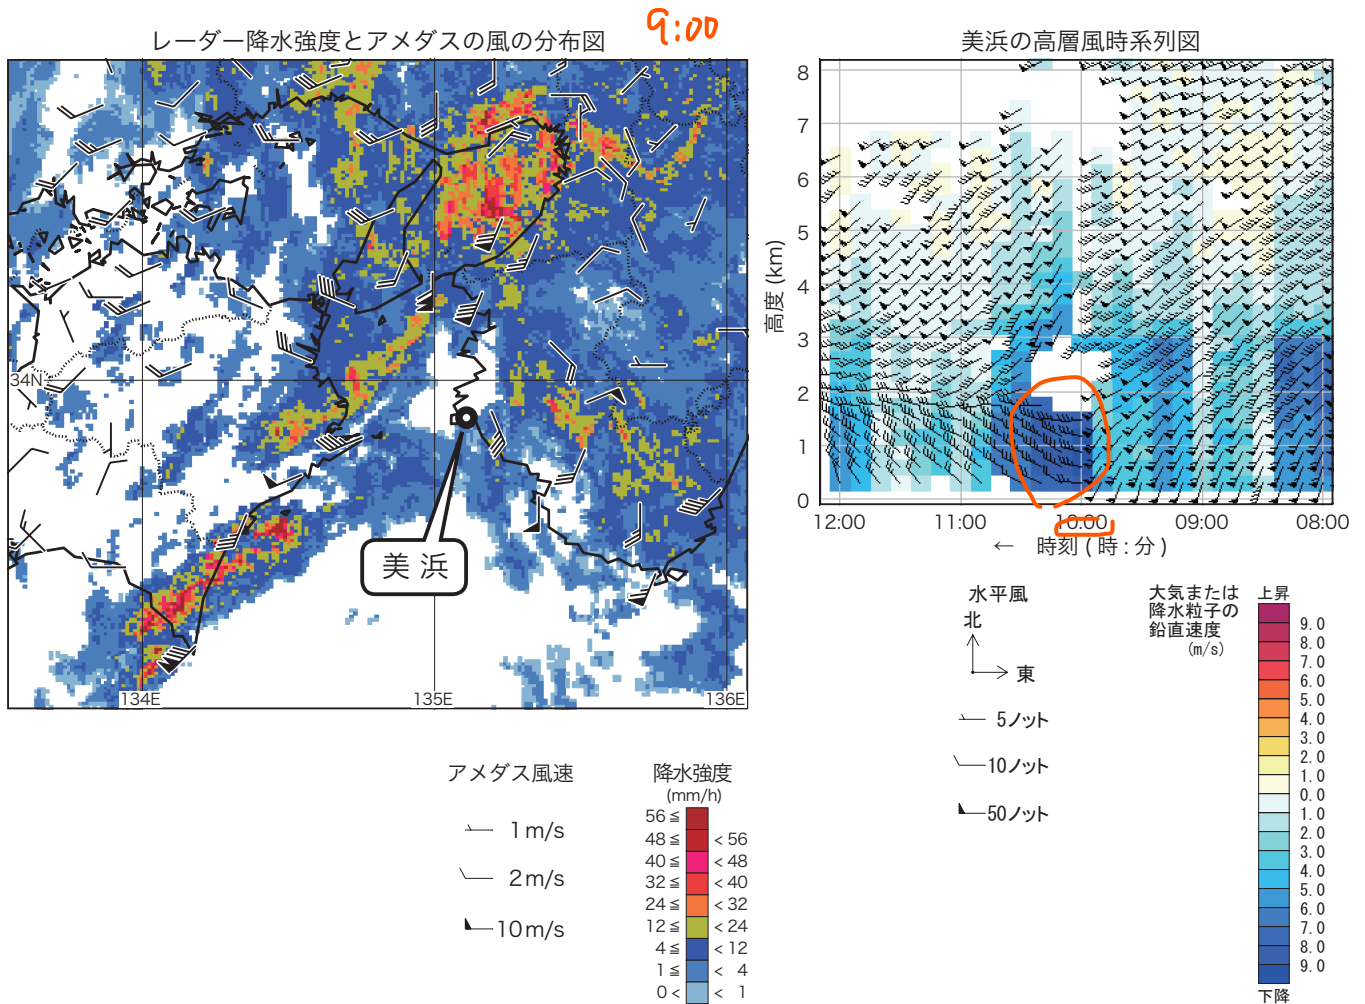 9:00
レーダー降水強度とアメダスの風の分布図
34N
134E
135E
136E
美浜
アメダス風速
1m/s
2m/s
10m/s
降水強度
(mm/h)
56≦
48≦ <56
40≦ <48
32≦ <40
24≦ <32
12≦ <24
4≦ <12
1≦ < 4
0< < 1
美浜の高層風時系列図
高度 (km)
8
7
6
5
4
3
2
1
0
12:00 11:00 10:00 09:00 08:00
← 時刻 ( 時 : 分 )
水平風
北
東
5ノット
10ノット
50ノット
大気または
降水粒子の
鉛直速度
(m/s)
上昇
9.0
8.0
7.0
6.0
5.0
4.0
3.0
2.0
1.0
0.0
1.0
2.0
3.0
4.0
5.0
6.0
7.0
8.0
9.0
下降